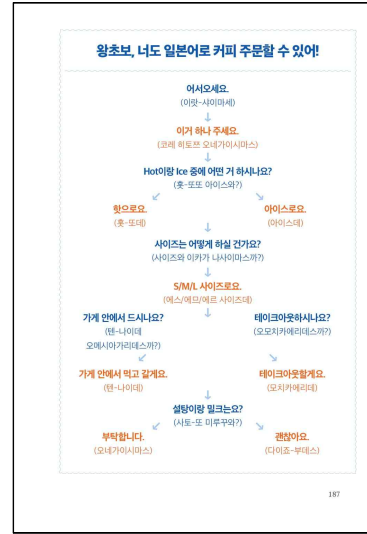 왕초보, 너도 일본어로 커피 주문할 수 있어!
어서오세요.
(이랏-샤이마세)
이거 하나 주세요.
(코레 히토쯔 오네가이시마스)
Hot이랑 Ice 중에 어떤 거 하시나요?
(홋-또또 아이스와?)
핫으로요.
(홋-또데)
아이스로요.
(아이스데)
사이즈는 어떻게 하실 건가요?
(사이즈와 이카가 나사이마스까?)
S/M/L 사이즈로요.
(에스/에므/에르 사이즈데)
가게 안에서 드시나요?
(텐-나이데
오메시아가리데스까?)
테이크아웃하시나요?
(오모치카에리데스까?)
가게 안에서 먹고 갈게요.
(텐-나이데)
테이크아웃할게요.
(모치카에리데)
설탕이랑 밀크는요?
(사토-또 미루꾸와?)
부탁합니다.
(오네가이시마스)
괜찮아요.
(다이죠-부데스)
187